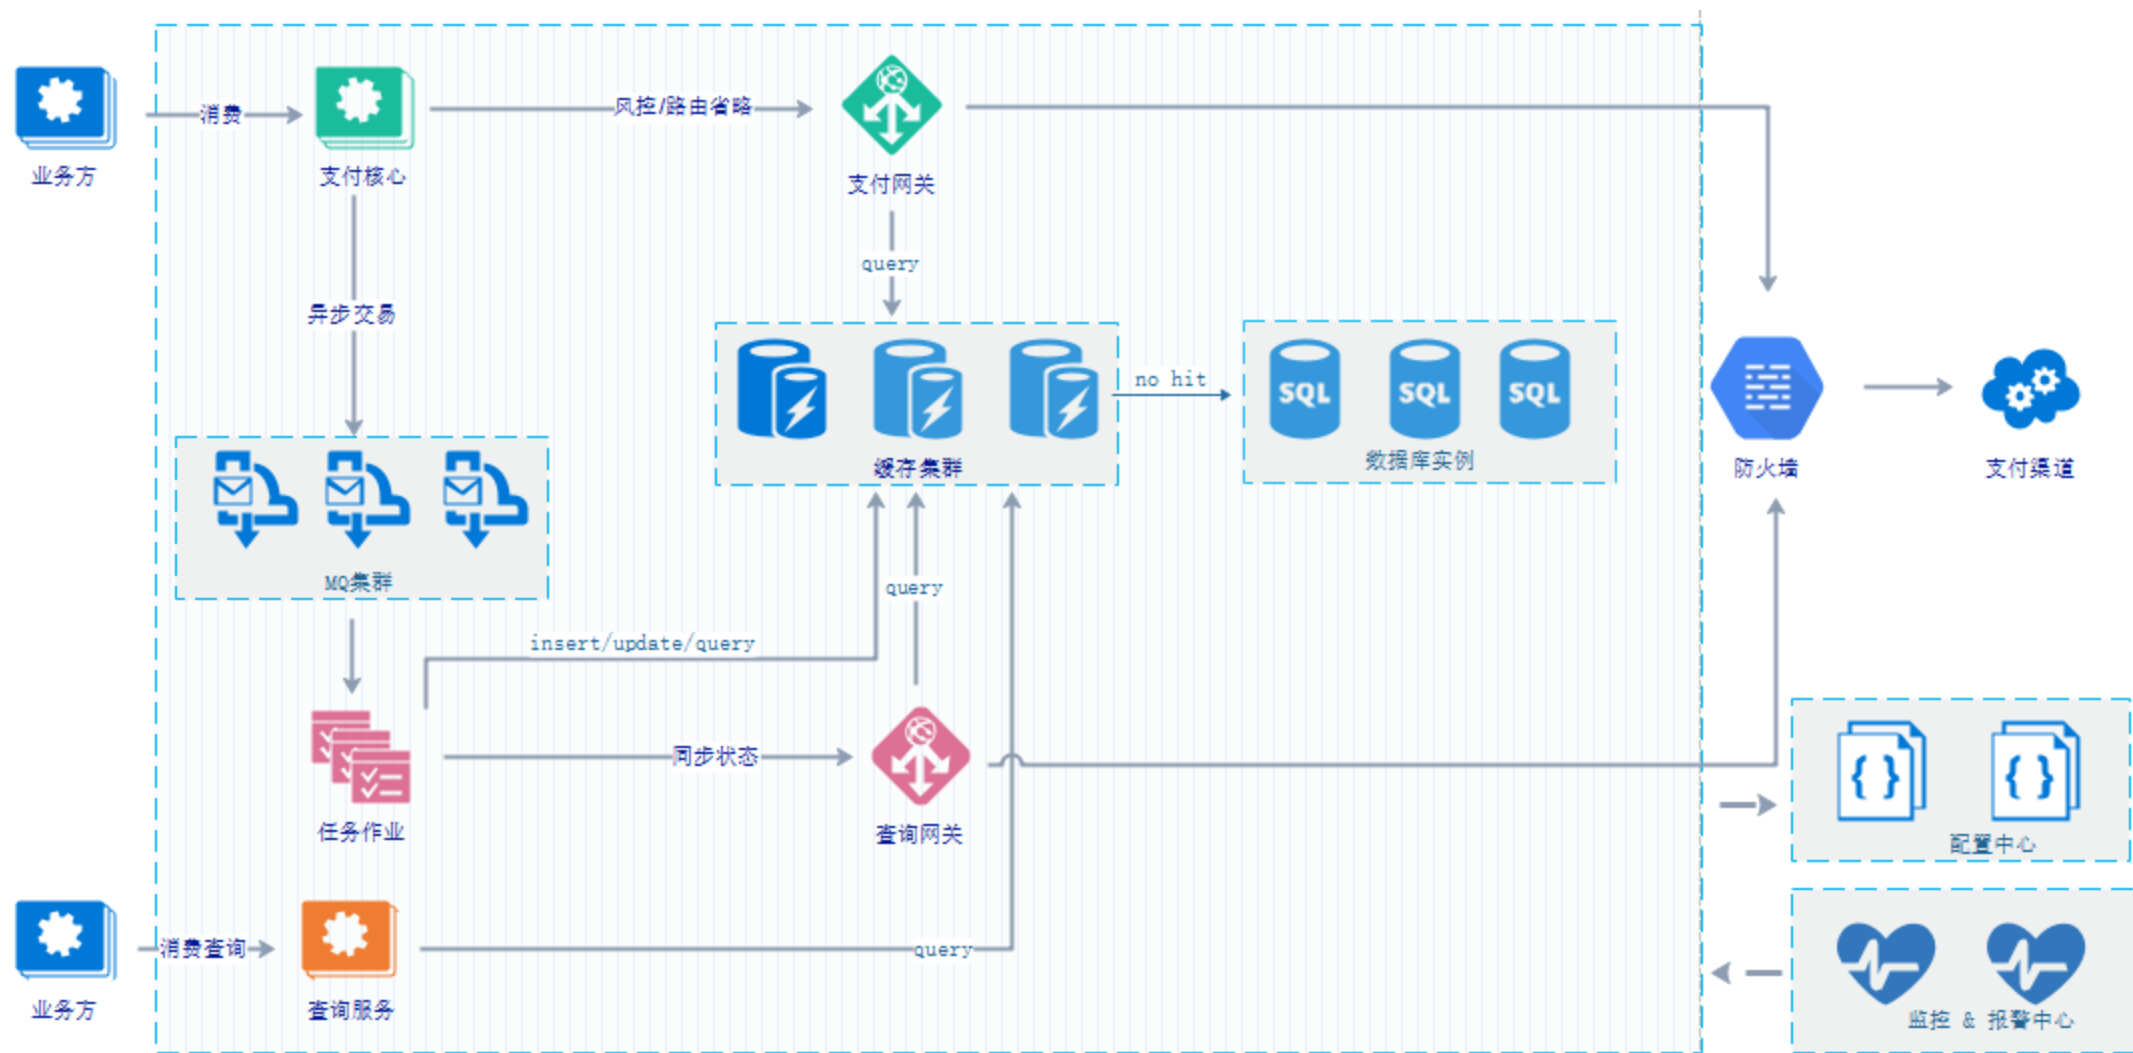 消费
风控/路由省略
业务方
支付核心
支付网关
query
异步交易
no hit
SQL
SQL
SQL
缓存集群
数据库实例
防火墙
支付渠道
MQ集群
query
insert/update/query
同步状态
任务作业
查询网关
{ }
{ }
配置中心
消费查询
query
业务方
查询服务
监控 & 报警中心